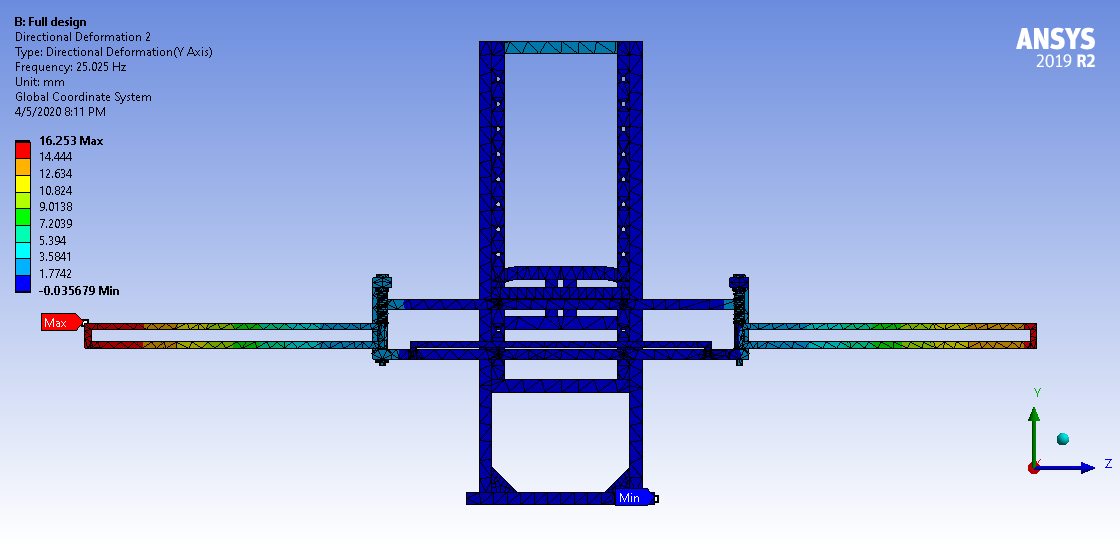 B: Full design
Directional Deformation 2
Type: Directional Deformation(Y Axis)
Frequency: 25.025 Hz
Unit: mm
Global Coordinate System
4/5/2020 8:11 PM
16.253 Max
14.444
12.634
10.824
9.0138
7.2039
5.394
3.5841
1.7742
-0.035679 Min
ANSYS
2019 R2
Max
Min
Y
X
Z